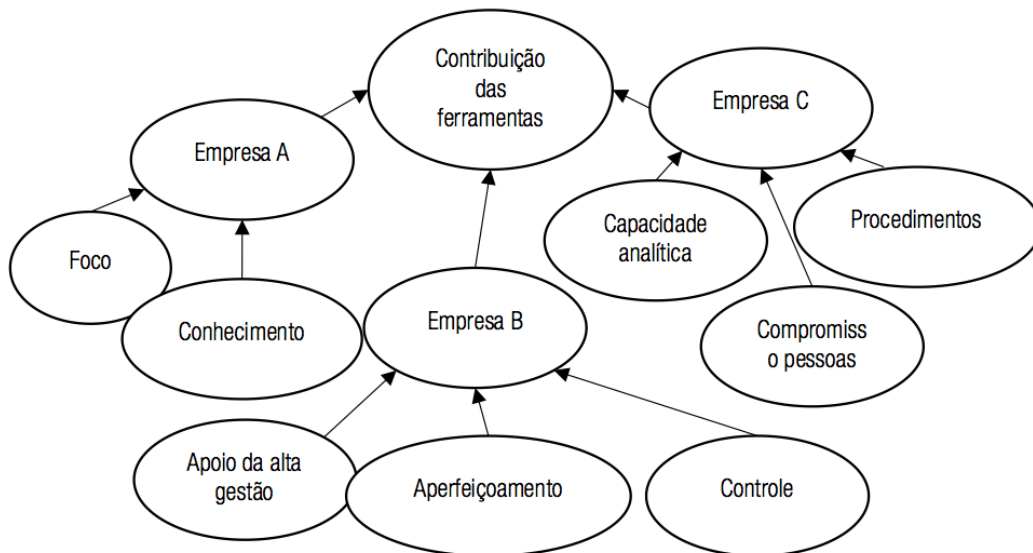 Contribuição
das
ferramentas
Empresa C
Empresa A
Capacidade
analítica
Procedimentos
Foco
Conhecimento
Empresa B
Compromiss
o pessoas
Apoio da alta
gestão
Aperfeiçoamento
Controle